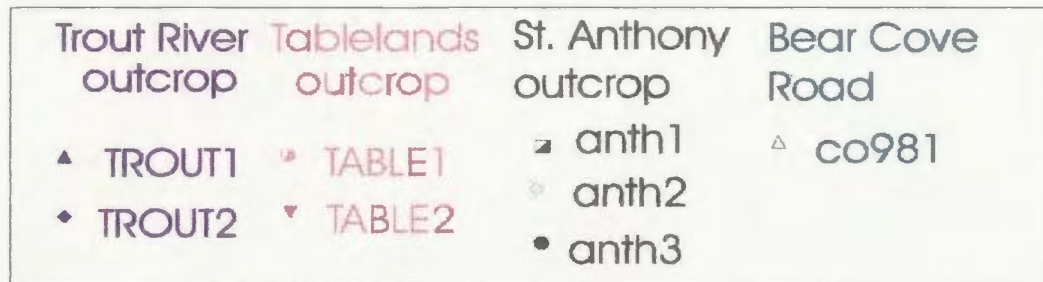 Trout River
outcrop
TROUT1
TROUT2
Tablelands
outcrop
TABLE1
TABLE2
St. Anthony
outcrop
anth1
anth2
anth3
Bear Cove
Road
co981